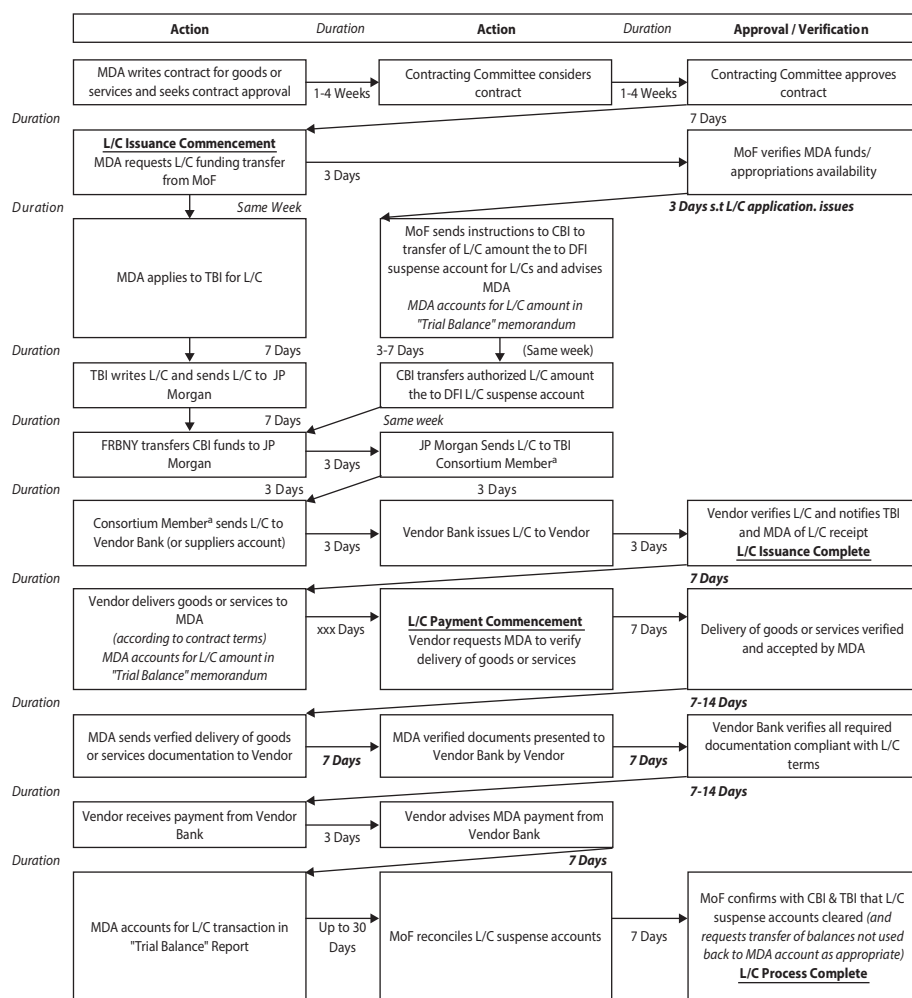 Action Duration Action Duration Approval / Verification
MDA writes contract for goods or
services and seeks contract approval
1-4 Weeks
Contracting Committee considers
contract
1-4 Weeks
Contracting Committee approves
contract
Duration
7 Days
L/C Issuance Commencement
MDA requests L/C funding transfer
from MoF
3 Days
MoF verifies MDA funds/
appropriations availability
Duration
Same Week
3 Days s.t L/C application. issues
MDA applies to TBI for L/C
MoF sends instructions to CBI to
transfer of L/C amount the to DFI
suspense account for L/Cs and advises
MDA
MDA accounts for L/C amount in
"Trial Balance" memorandum
Duration
7 Days
3-7 Days
(Same week)
TBI writes L/C and sends L/C to JP
Morgan
CBI transfers authorized L/C amount
the to DFI L/C suspense account
Duration
7 Days
Same week
FRBNY transfers CBI funds to JP
Morgan
3 Days
JP Morgan Sends L/C to TBI
Consortium Memberª
Duration
3 Days
3 Days
Consortium Memberª sends L/C to
Vendor Bank (or suppliers account)
3 Days
Vendor Bank issues L/C to Vendor
3 Days
Vendor verifies L/C and notifies TBI
and MDA of L/C receipt
L/C Issuance Complete
Duration
7 Days
Vendor delivers goods or services to
MDA
(according to contract terms)
MDA accounts for L/C amount in
"Trial Balance" memorandum
xxx Days
L/C Payment Commencement
Vendor requests MDA to verify
delivery of goods or services
7 Days
Delivery of goods or services verified
and accepted by MDA
Duration
7-14 Days
MDA sends verfied delivery of goods
or services documentation to Vendor
7 Days
MDA verified documents presented to
Vendor Bank by Vendor
7 Days
Vendor Bank verifies all required
documentation compliant with L/C
terms
Duration
7-14 Days
Vendor receives payment from Vendor
Bank
3 Days
Vendor advises MDA payment from
Vendor Bank
Duration
7 Days
MDA accounts for L/C transaction in
"Trial Balance" Report
Up to 30
Days
MoF reconciles L/C suspense accounts
7 Days
MoF confirms with CBI & TBI that L/C
suspense accounts cleared (and
requests transfer of balances not used
back to MDA account as appropriate)
L/C Process Complete